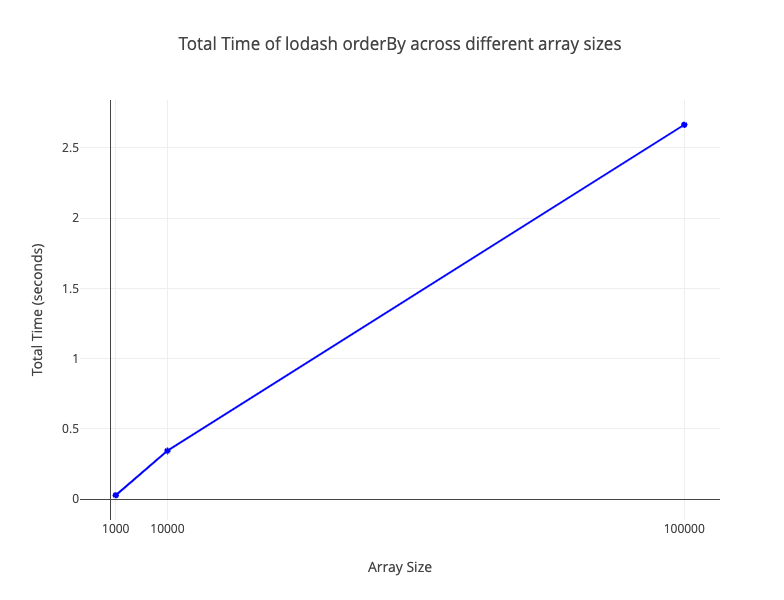 Total Time of lodash orderBy across different array sizes
2.5
2
1.5
1
0.5
0
Total Time (seconds)
1000 10000 100000
Array Size